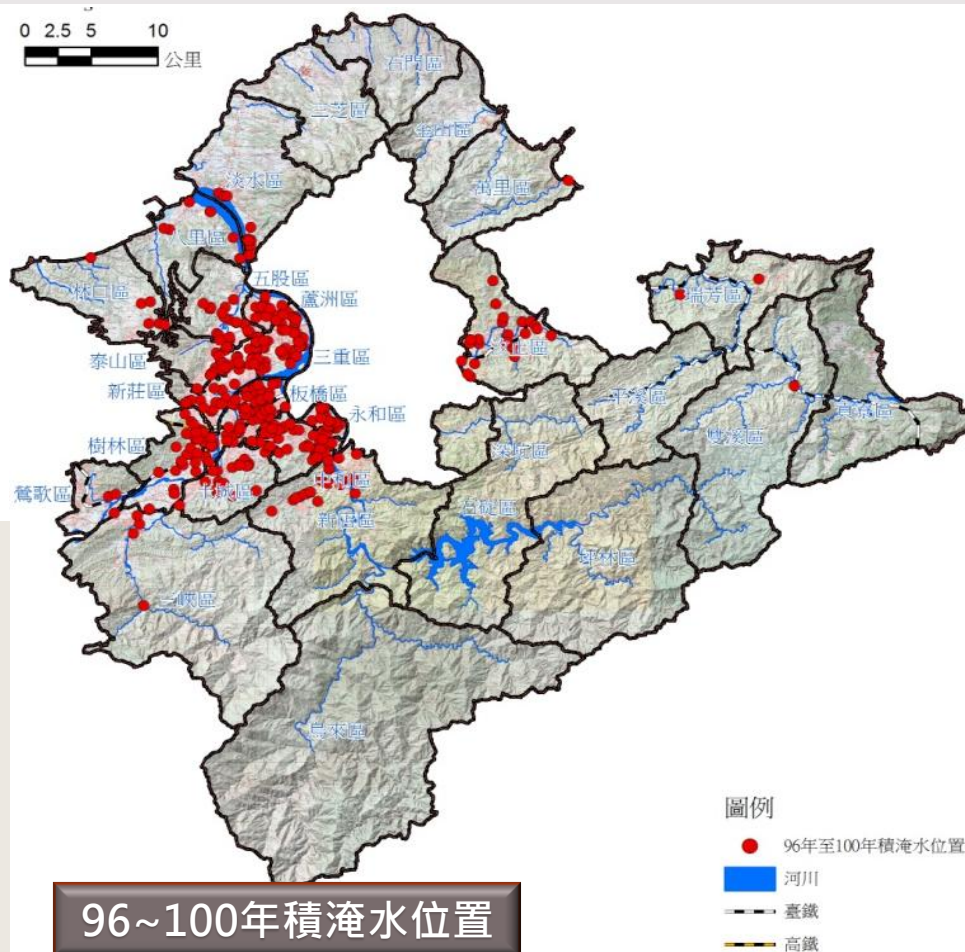 0 2.5 5 10
公里
石門區
三芝區
金山區
淡水區
萬里區
八里區
五股區
林口區
蘆洲區
瑞芳區
汐止區
三重區
泰山區
新莊區
板橋區
永和區
平溪區
貢寮區
雙溪區
樹林區
深坑區
鶯歌區
土城區
中和區
新店區
石碇區
坪林區
三峽區
烏來區
圖例
96年至100年積淹水位置
河川
臺鐵
高鐵
96~100年積淹水位置